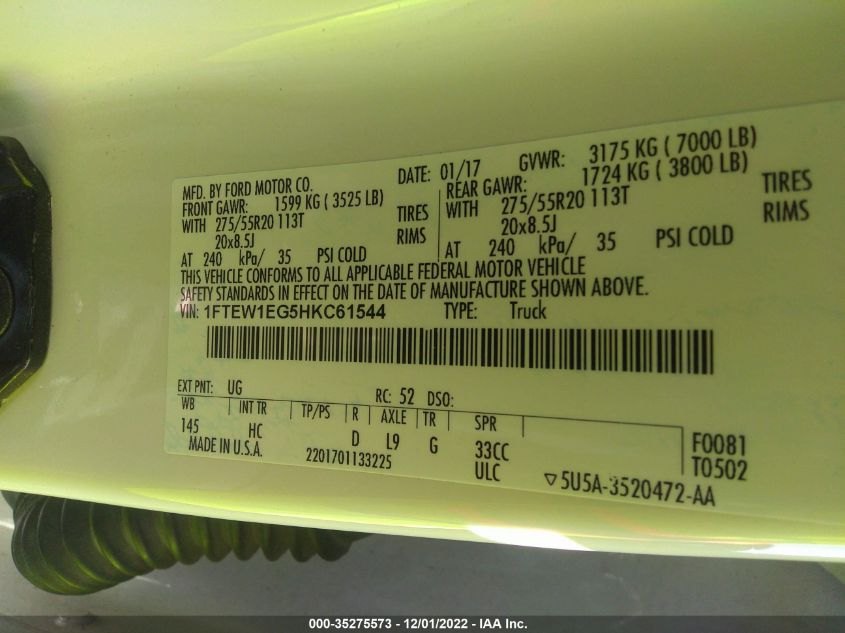 MFD. BY FORD MOTOR CO.
DATE: 01/17 GVWR: 3175 KG ( 7000 LB)
FRONT GAWR: 1599 KG ( 3525 LB)
REAR GAWR: 1724 KG ( 3800 LB)
WITH 275/55R20 113T TIRES
WITH 275/55R20 113T TIRES
20x8.5J RIMS
20x8.5J RIMS
AT 240 kPa/ 35 PSI COLD
AT 240 kPa/ 35 PSI COLD
THIS VEHICLE CONFORMS TO ALL APPLICABLE FEDERAL MOTOR VEHICLE
SAFETY STANDARDS IN EFFECT ON THE DATE OF MANUFACTURE SHOWN ABOVE.
VIN: 1FTEW1EG5HKC61544 TYPE: Truck
EXT PNT: UG RC: 52 DSO:
WB INT TR TP/PS R AXLE TR SPR
145 HC D L9 G 33CC F0081
MADE IN U.S.A. 2201701133225 ULC T0502
▽5U5A-3520472-AA
000-35275573 - 12/01/2022 - IAA Inc.